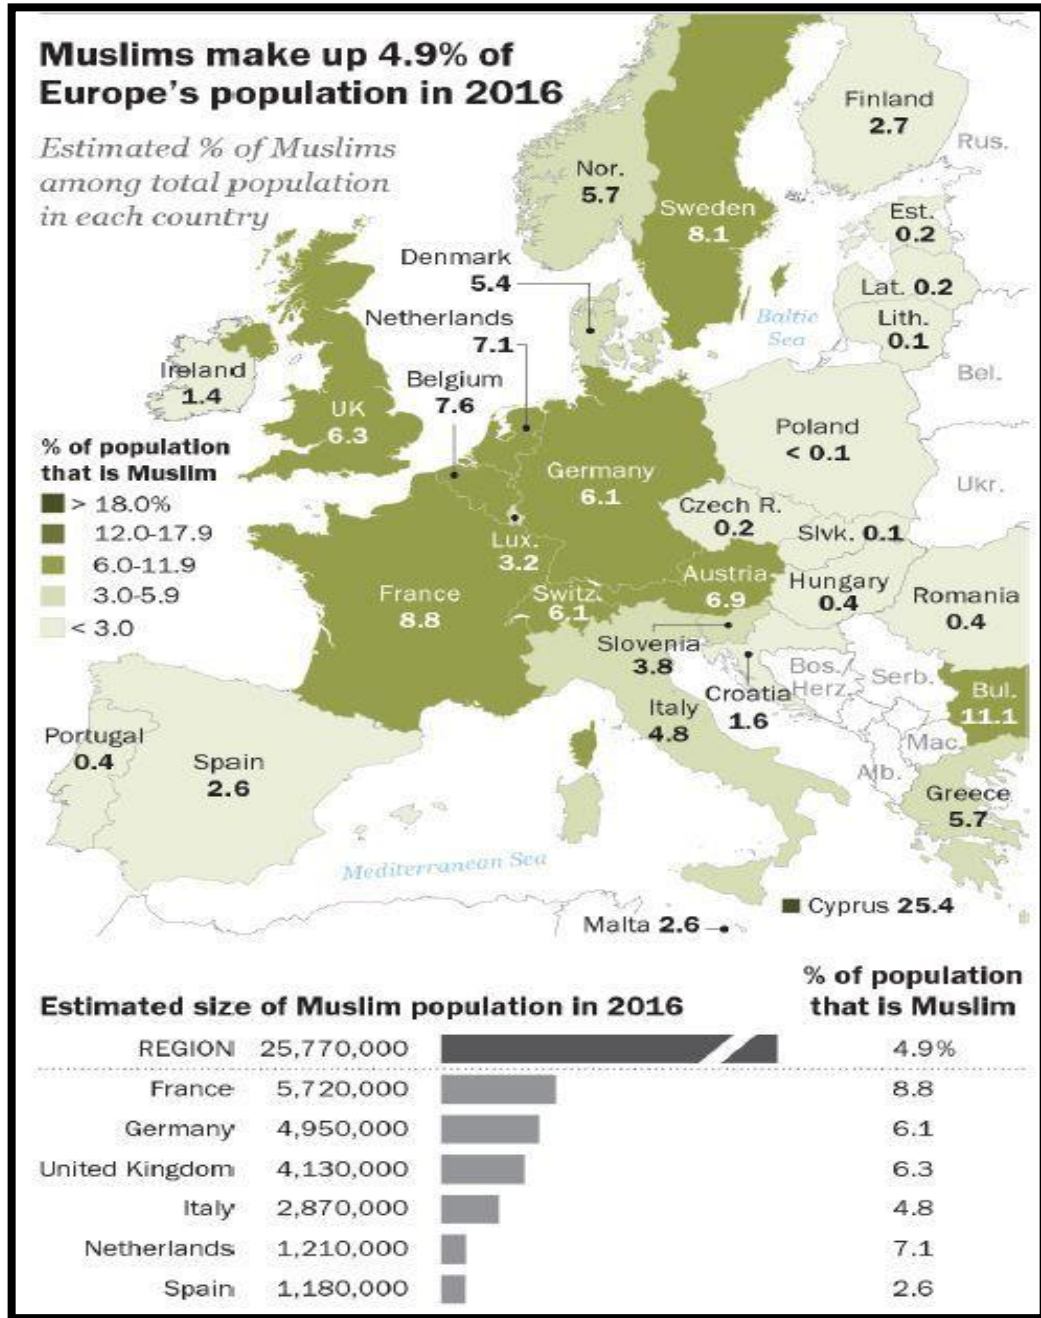 Muslims make up 4.9% of
Europe's population in 2016
Estimated % of Muslims
among total population
in each country
Finland
2.7
Rus.
Nor.
5.7
Sweden
8.1
Est.
0.2
Denmark
5.4
Lat. 0.2
Netherlands
7.1
Baltic
Sea
Lith.
0.1
Ireland
1.4
Belgium
7.6
Bel.
UK
6.3
Poland
< 0.1
% of population
that is Muslim
> 18.0%
12.0-17.9
6.0-11.9
3.0-5.9
< 3.0
Germany
6.1
Ukr.
Czech R.
0.2
Slvk. 0.1
Lux.
3.2
France
8.8
Switz.
6.1
Austria
6.9
Hungary
0.4
Romania
0.4
Slovenia
3.8
Croatia
1.6
Bos./
Herz.
Serb.
Bul.
11.1
Italy
4.8
Mac.
Alb.
Portugal
0.4
Spain
2.6
Greece
5.7
Mediterranean Sea
Cyprus 25.4
Malta 2.6
% of population
that is Muslim
Estimated size of Muslim population in 2016
REGION 25,770,000 4.9%
France 5,720,000 8.8
Germany 4,950,000 6.1
United Kingdom 4,130,000 6.3
Italy 2,870,000 4.8
Netherlands 1,210,000 7.1
Spain 1,180,000 2.6